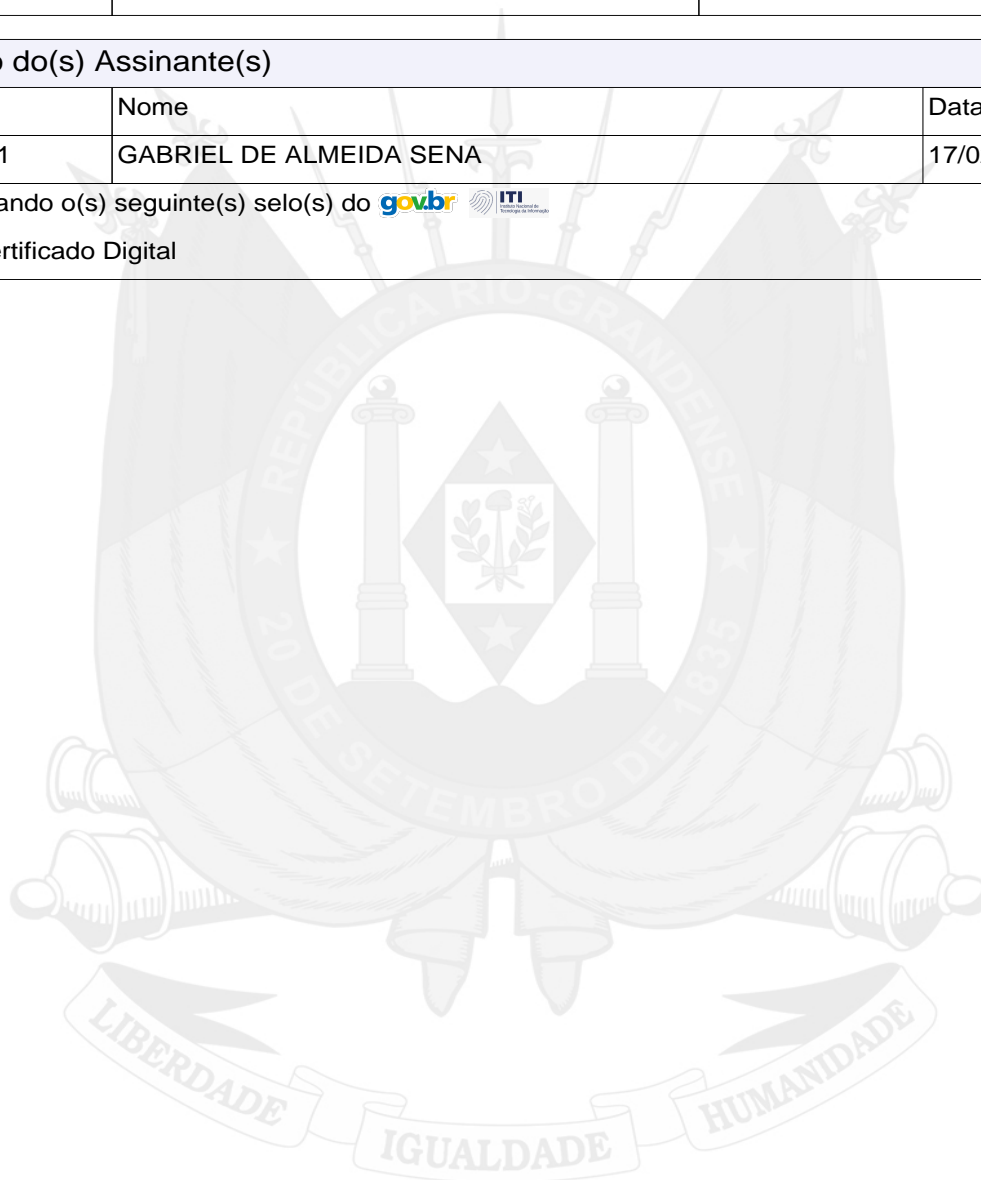 o do(s) Assinante(s)
Nome Data
1 GABRIEL DE ALMEIDA SENA 17/0
ando o(s) seguinte(s) selo(s) do gov.br ITI
rtificado Digital
REPÚBLICA RIO-GRANDENSE
★ 20 DE SETEMBRO DE 1835 ★
LIBERDADE IGUALDADE HUMANIDADE